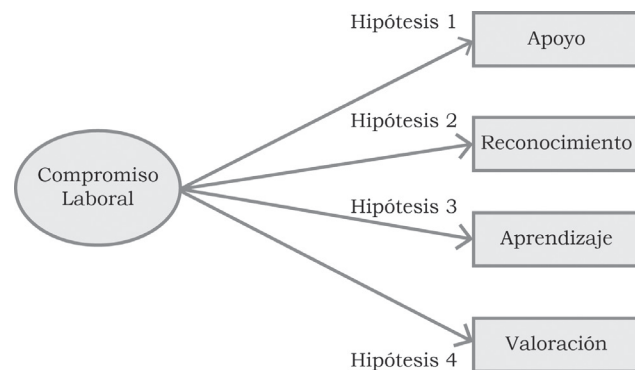 Hipótesis 1
Apoyo
Hipótesis 2
Reconocimiento
Compromiso
Laboral
Hipótesis 3
Aprendizaje
Valoración
Hipótesis 4